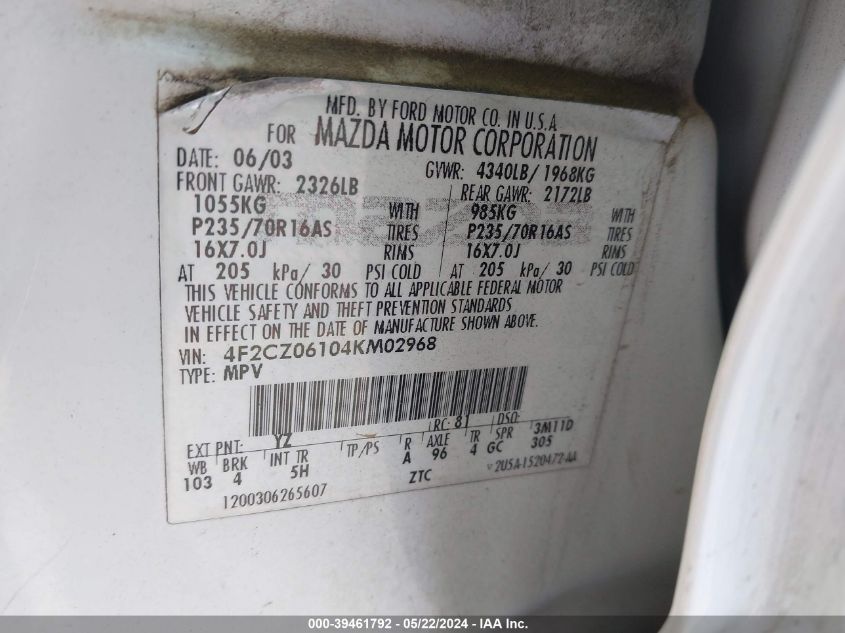 MFD. BY FORD MOTOR CO. IN U.S.A.
FOR MAZDA MOTOR CORPORATION
DATE: 06/03 GVWR: 4340LB/ 1968KG
FRONT GAWR: 2326LB REAR GAWR: 2172LB
1055KG WITH 985KG WITH
P235/70R16AS TIRES P235/70R16AS TIRES
16X7.0J RIMS 16X7.0J RIMS
AT 205 kPa/ 30 PSI COLD AT 205 kPa/ 30 PSI COLD
THIS VEHICLE CONFORMS TO ALL APPLICABLE FEDERAL MOTOR
VEHICLE SAFETY AND THEFT PREVENTION STANDARDS
IN EFFECT ON THE DATE OF MANUFACTURE SHOWN ABOVE.
VIN: 4F2CZ06104KM02968
TYPE: MPV
EXT PNT: YZ RC: 81 DSO:
WB BRK INT TR TP/PS R AXLE TR SPR 3M11D
103 4 5H A 96 4 GC 305
1200306265607 ZTC V 2U5A-1520472-AA
000-39461792 - 05/22/2024 - IAA Inc.